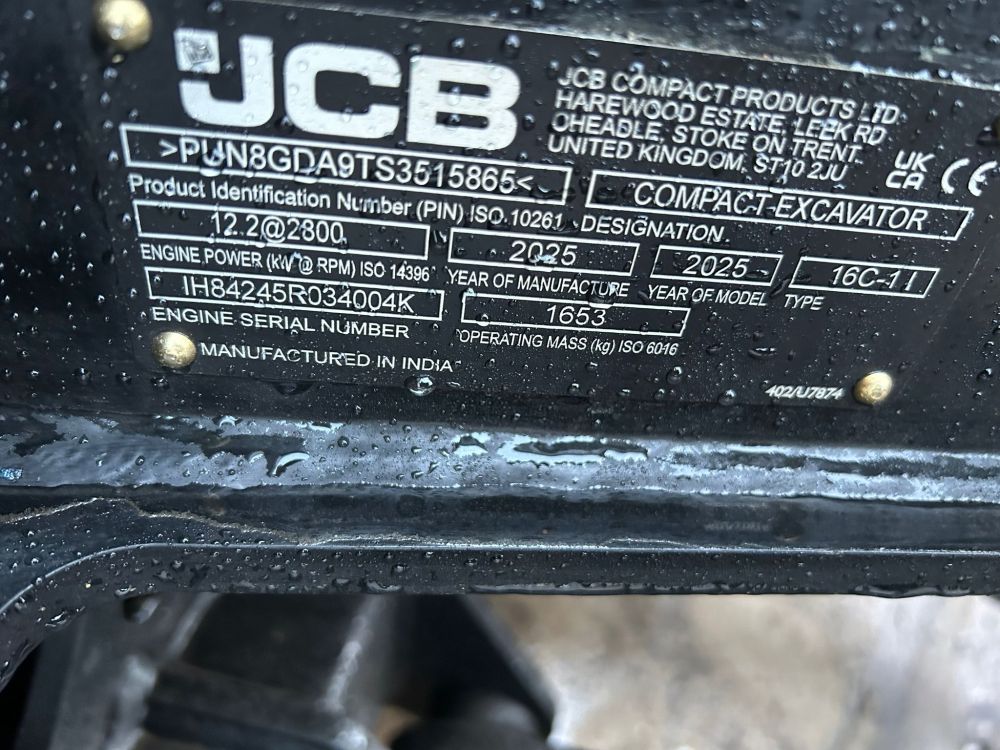 JCB
JCB COMPACT PRODUCTS LTD
HAREWOOD ESTATE, LEEK RD
CHEADLE, STOKE ON TRENT.
UNITED KINGDOM, ST10 2JU
UK
CA
CE
>PUN8GDA9TS3515865<
Product Identification Number (PIN) ISO 10261
COMPACT EXCAVATOR
DESIGNATION
12.2@2800
ENGINE POWER (kW @ RPM) ISO 14396
2025
YEAR OF MANUFACTURE
2025
YEAR OF MODEL
16C-1 I
TYPE
IH84245R034004K
ENGINE SERIAL NUMBER
1653
OPERATING MASS (kg) ISO 6016
MANUFACTURED IN INDIA
402/U7874